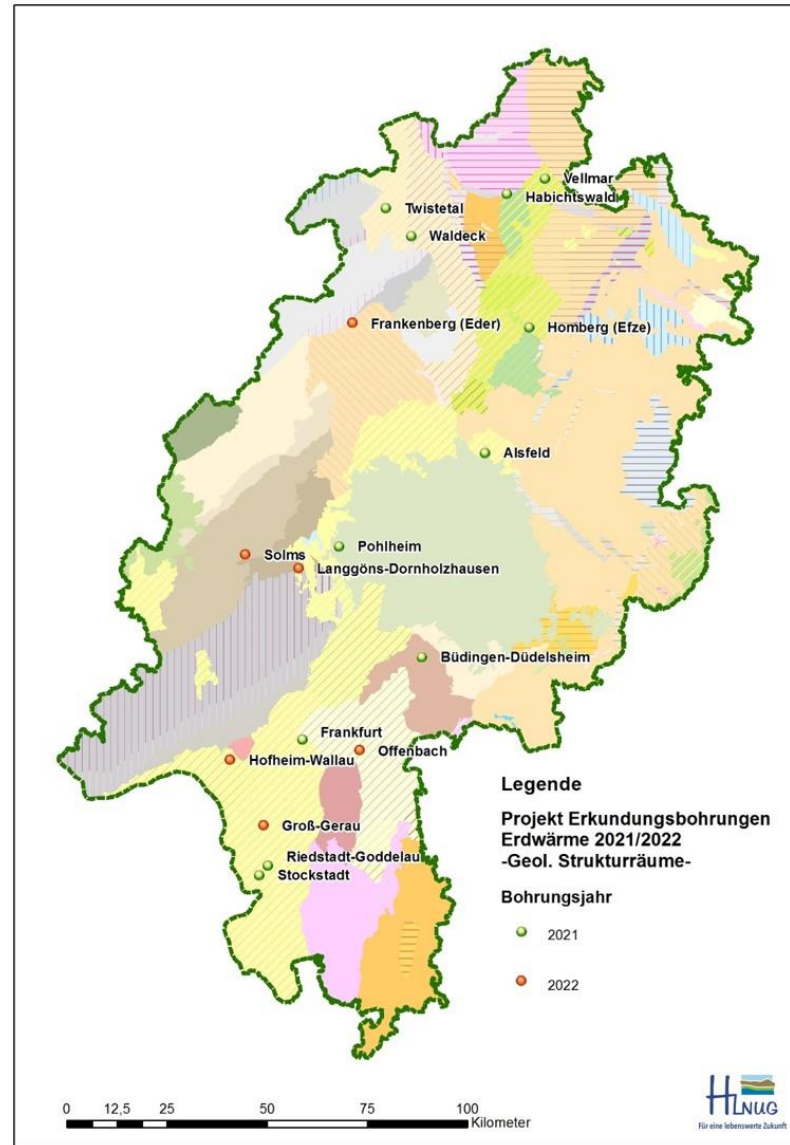 Vellmar
Habichtswald
Twistetal
Waldeck
Frankenberg (Eder)
Homberg (Efze)
Alsfeld
Pohlheim
Solms
Langgöns-Dornholzhausen
Büdingen-Düdelsheim
Frankfurt
Offenbach
Hofheim-Wallau
Groß-Gerau
Riedstadt-Goddelau
Stockstadt
Legende
Projekt Erkundungsbohrungen
Erdwärme 2021/2022
-Geol. Strukturräume-
Bohrungsjahr
2021
2022
0 12,5 25 50 75 100
Kilometer
HLNUG
Für eine lebenswerte Zukunft